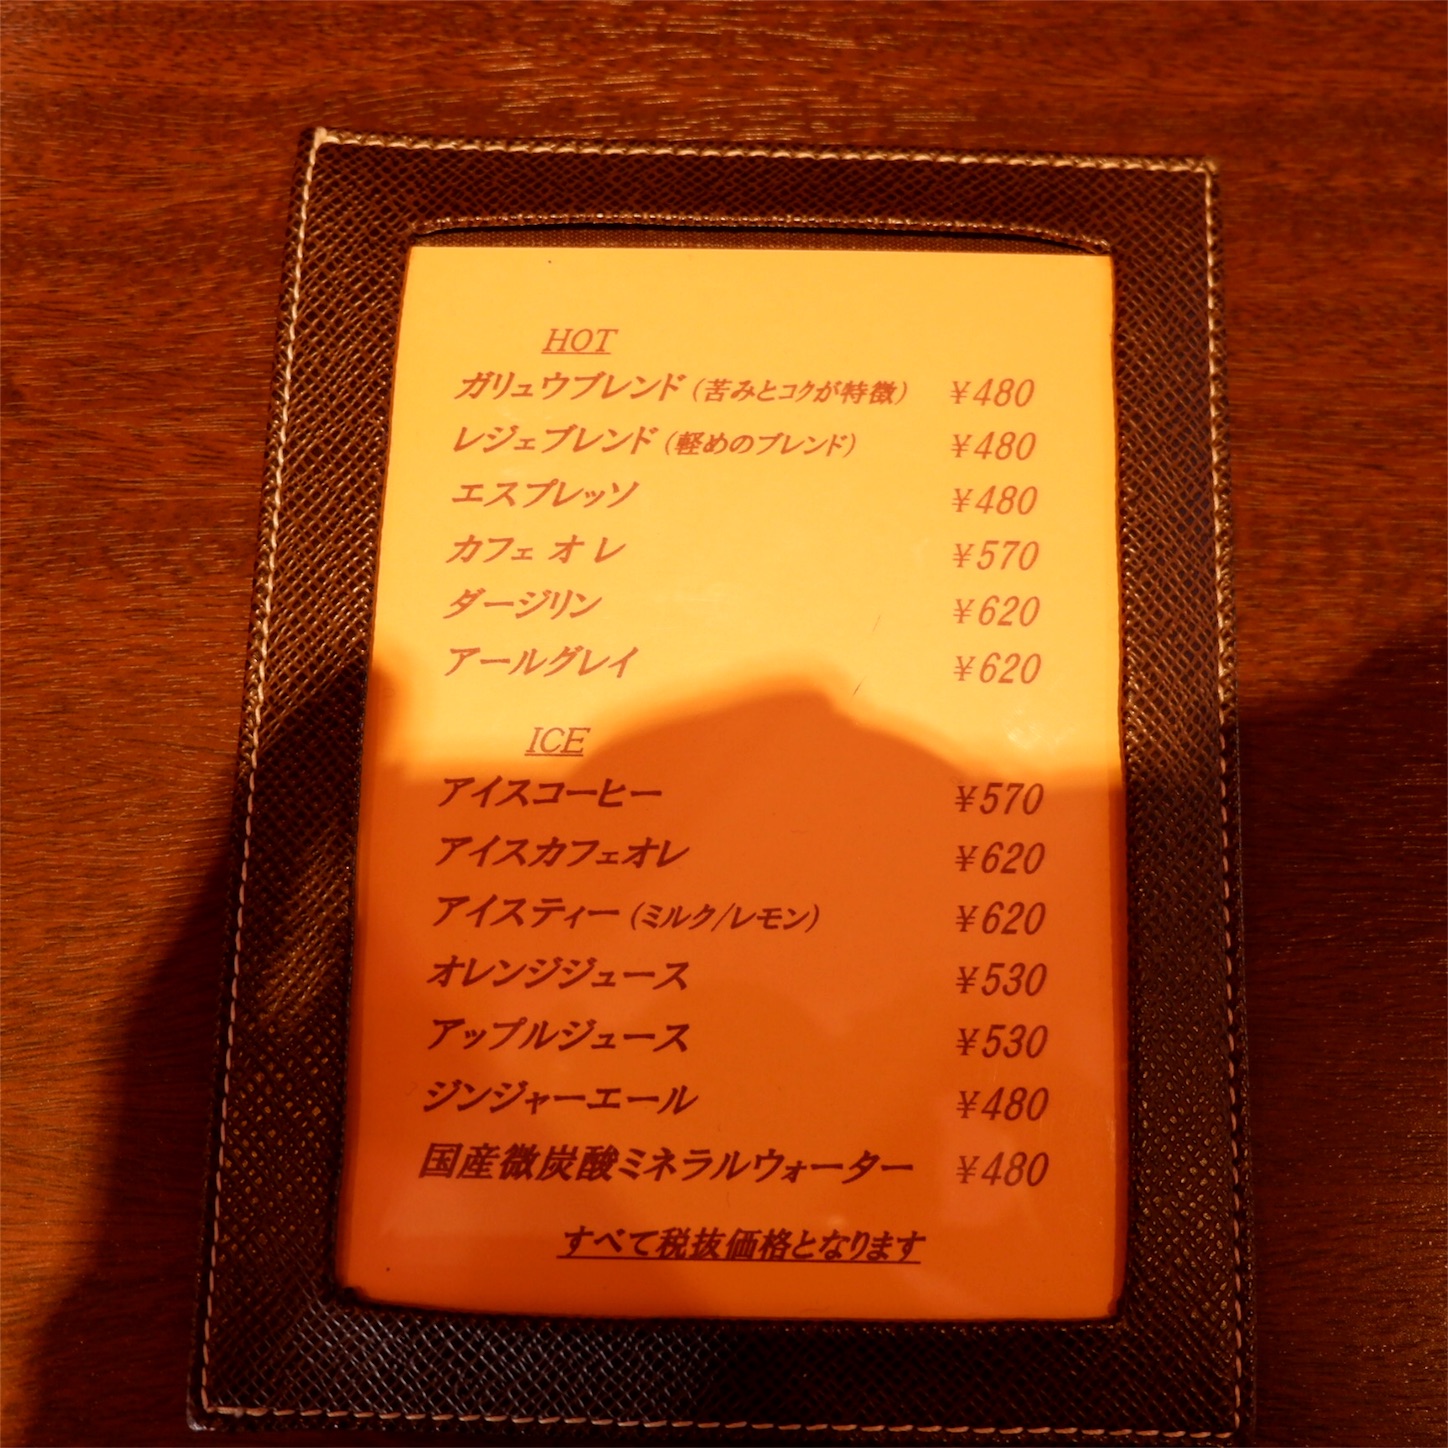 HOT
ガリュウブレンド (苦みとコクが特徴) ¥480
レジェブレンド (軽めのブレンド) ¥480
エスプレッソ ¥480
カフェ オ レ ¥570
ダージリン ¥620
アールグレイ ¥620
ICE
アイスコーヒー ¥570
アイスカフェオレ ¥620
アイスティー (ミルク/レモン) ¥620
オレンジジュース ¥530
アップルジュース ¥530
ジンジャーエール ¥480
国産微炭酸ミネラルウォーター ¥480
すべて税抜価格となります